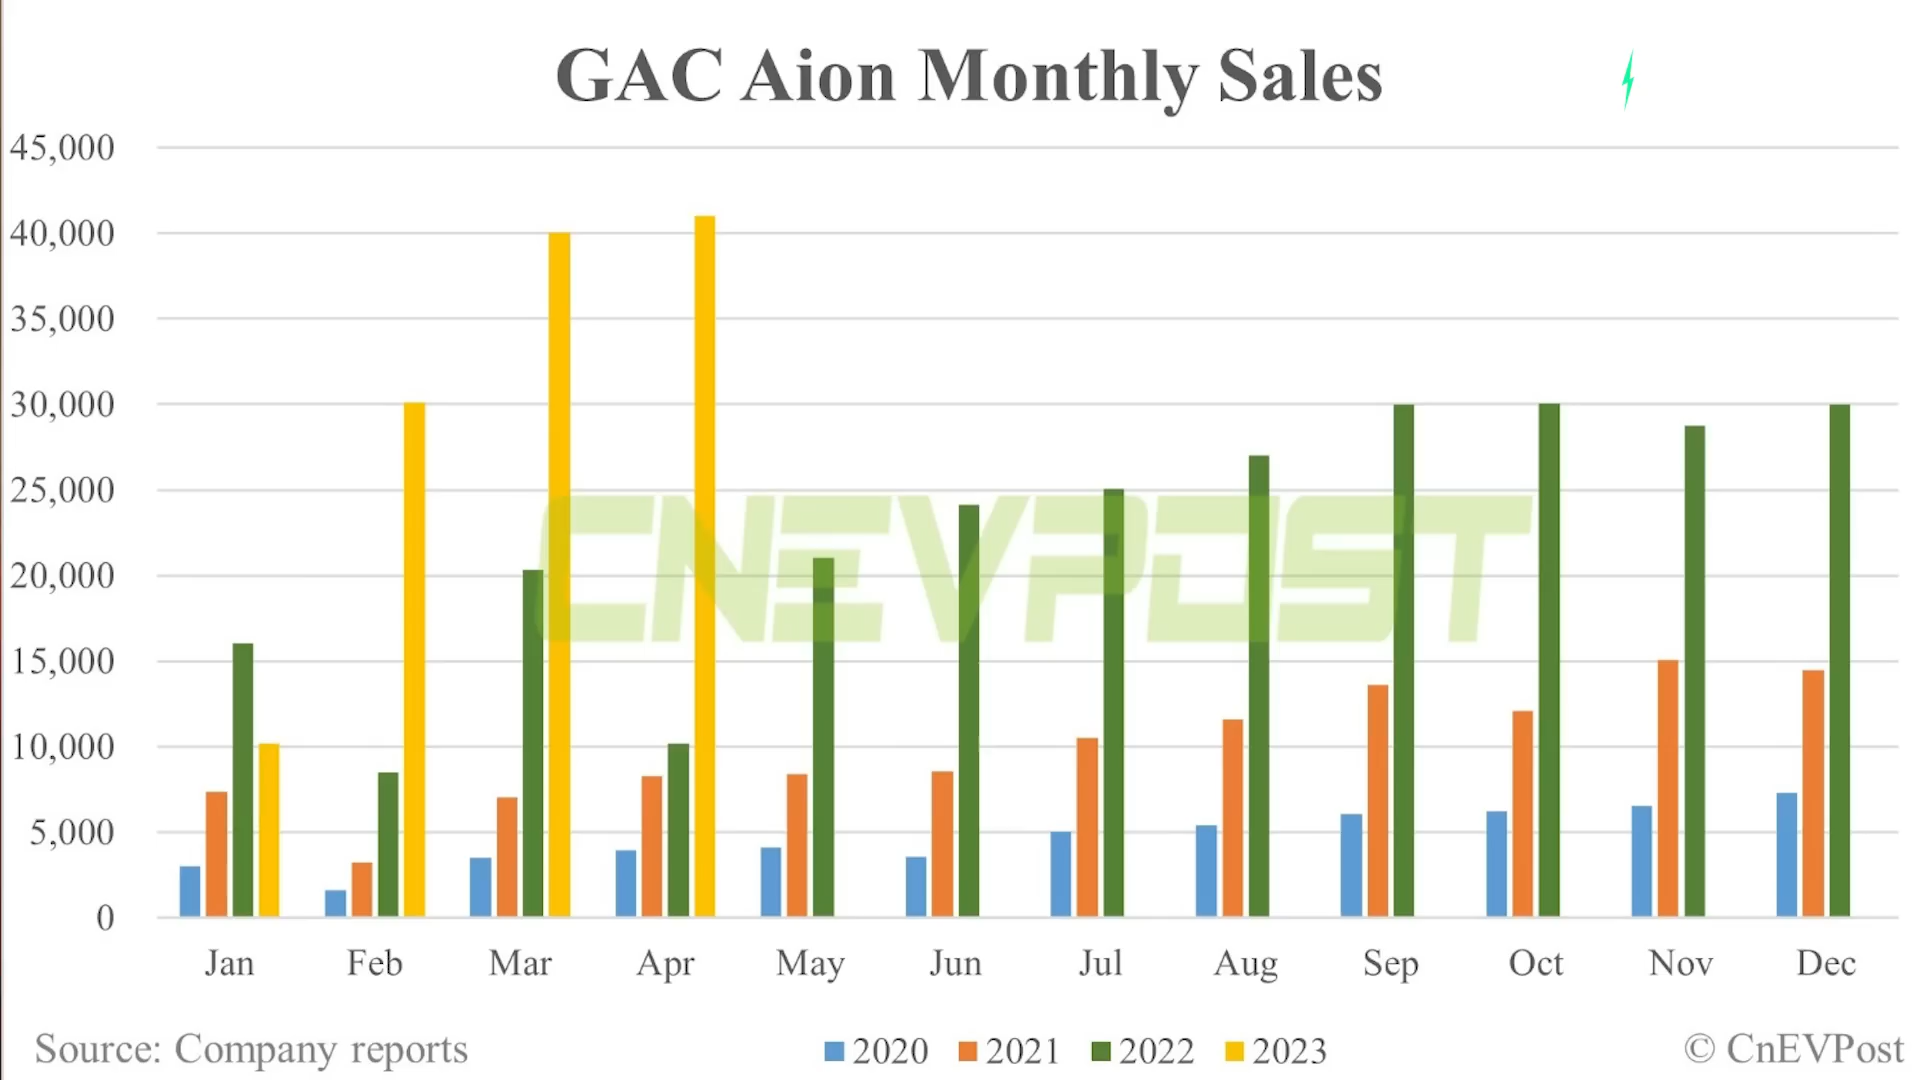 GAC Aion Monthly Sales
45,000
40,000
35,000
30,000
25,000
20,000
15,000
10,000
5,000
0
CNEVPOST
Jan Feb Mar Apr May Jun Jul Aug Sep Oct Nov Dec
Source: Company reports 2020 2021 2022 2023 © CnEVPost